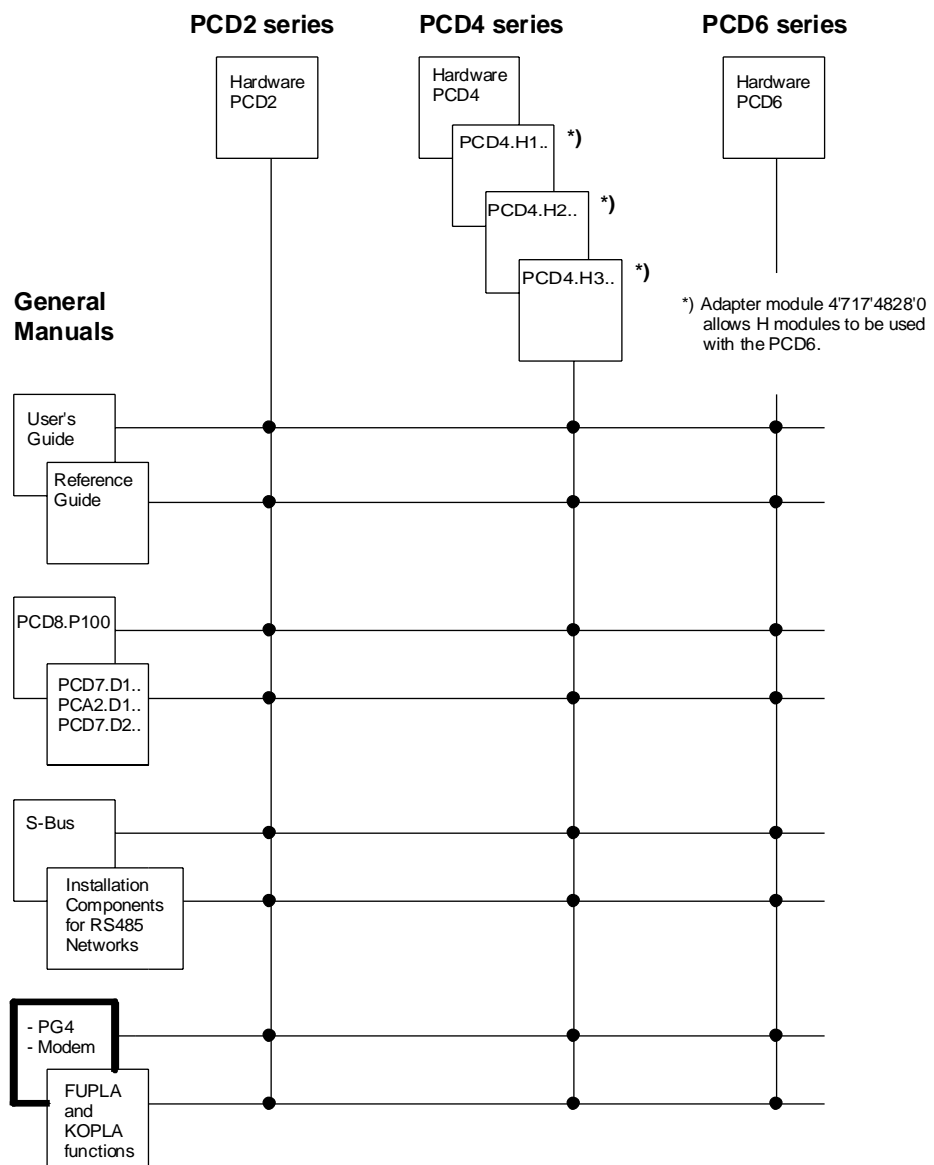 PCD2 series
PCD4 series
PCD6 series
Hardware
PCD2
Hardware
PCD4
PCD4.H1..
*)
PCD4.H2..
*)
PCD4.H3..
*)
Hardware
PCD6
*) Adapter module 4'717'4828'0
allows H modules to be used
with the PCD6.
General
Manuals
User's
Guide
Reference
Guide
PCD8.P100
PCD7.D1..
PCA2.D1..
PCD7.D2..
S-Bus
Installation
Components
for RS485
Networks
- PG4
- Modem
FUPLA
and
KOPLA
functions